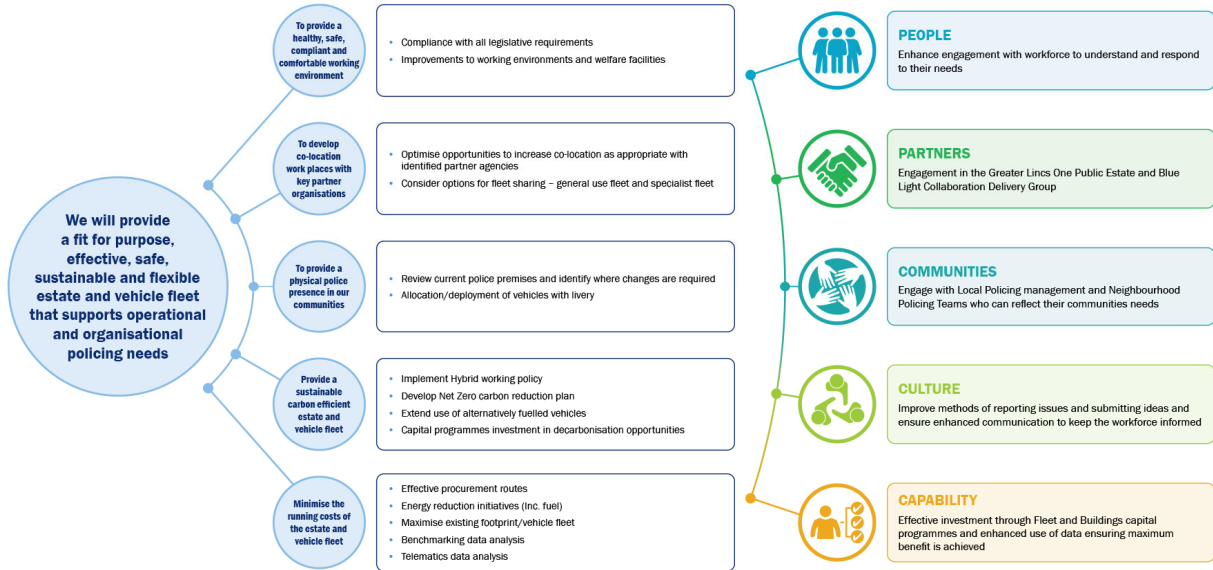 We will provide
a fit for purpose,
effective, safe,
sustainable and flexible
estate and vehicle fleet
that supports operational
and organisational
policing needs
To provide a
healthy, safe,
compliant and
comfortable working
environment
• Compliance with all legislative requirements
• Improvements to working environments and welfare facilities
To develop
co-location
work places with
key partner
organisations
• Optimise opportunities to increase co-location as appropriate with
identified partner agencies
• Consider options for fleet sharing – general use fleet and specialist fleet
To provide a
physical police
presence in our
communities
• Review current police premises and identify where changes are required
• Allocation/deployment of vehicles with livery
Provide a
sustainable
carbon efficient
estate and
vehicle fleet
• Implement Hybrid working policy
• Develop Net Zero carbon reduction plan
• Extend use of alternatively fuelled vehicles
• Capital programmes investment in decarbonisation opportunities
Minimise the
running costs of
the estate and
vehicle fleet
• Effective procurement routes
• Energy reduction initiatives (Inc. fuel)
• Maximise existing footprint/vehicle fleet
• Benchmarking data analysis
• Telematics data analysis
PEOPLE
Enhance engagement with workforce to understand and respond
to their needs
PARTNERS
Engagement in the Greater Lincs One Public Estate and Blue
Light Collaboration Delivery Group
COMMUNITIES
Engage with Local Policing management and Neighbourhood
Policing Teams who can reflect their communities needs
CULTURE
Improve methods of reporting issues and submitting ideas and
ensure enhanced communication to keep the workforce informed
CAPABILITY
Effective investment through Fleet and Buildings capital
programmes and enhanced use of data ensuring maximum
benefit is achieved